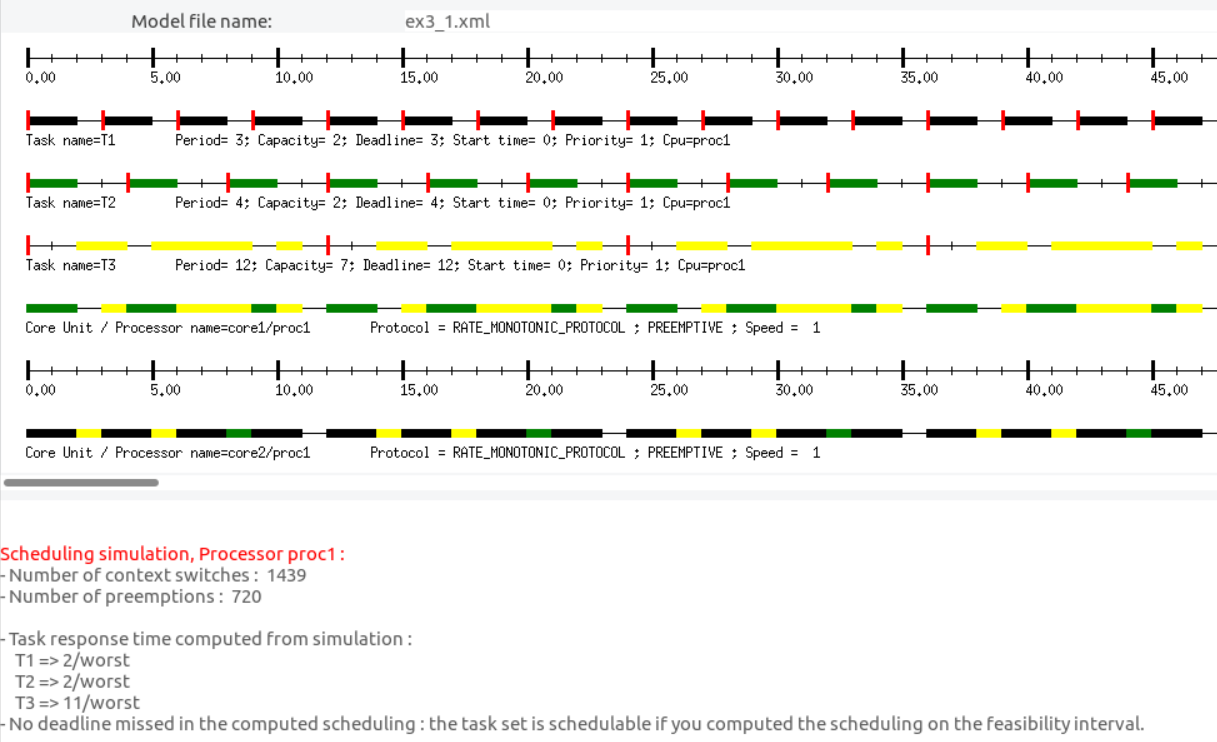 Model file name: ex3_1.xml
0.00 5.00 10.00 15.00 20.00 25.00 30.00 35.00 40.00 45.00
Task name=T1 Period= 3; Capacity= 2; Deadline= 3; Start time= 0; Priority= 1; Cpu=proc1
Task name=T2 Period= 4; Capacity= 2; Deadline= 4; Start time= 0; Priority= 1; Cpu=proc1
Task name=T3 Period= 12; Capacity= 7; Deadline= 12; Start time= 0; Priority= 1; Cpu=proc1
Core Unit / Processor name=core1/proc1 Protocol = RATE_MONOTONIC_PROTOCOL ; PREEMPTIVE ; Speed = 1
0.00 5.00 10.00 15.00 20.00 25.00 30.00 35.00 40.00 45.00
Core Unit / Processor name=core2/proc1 Protocol = RATE_MONOTONIC_PROTOCOL ; PREEMPTIVE ; Speed = 1
Scheduling simulation, Processor proc1 :
- Number of context switches : 1439
- Number of preemptions : 720
- Task response time computed from simulation :
T1 => 2/worst
T2 => 2/worst
T3 => 11/worst
- No deadline missed in the computed scheduling : the task set is schedulable if you computed the scheduling on the feasibility interval.